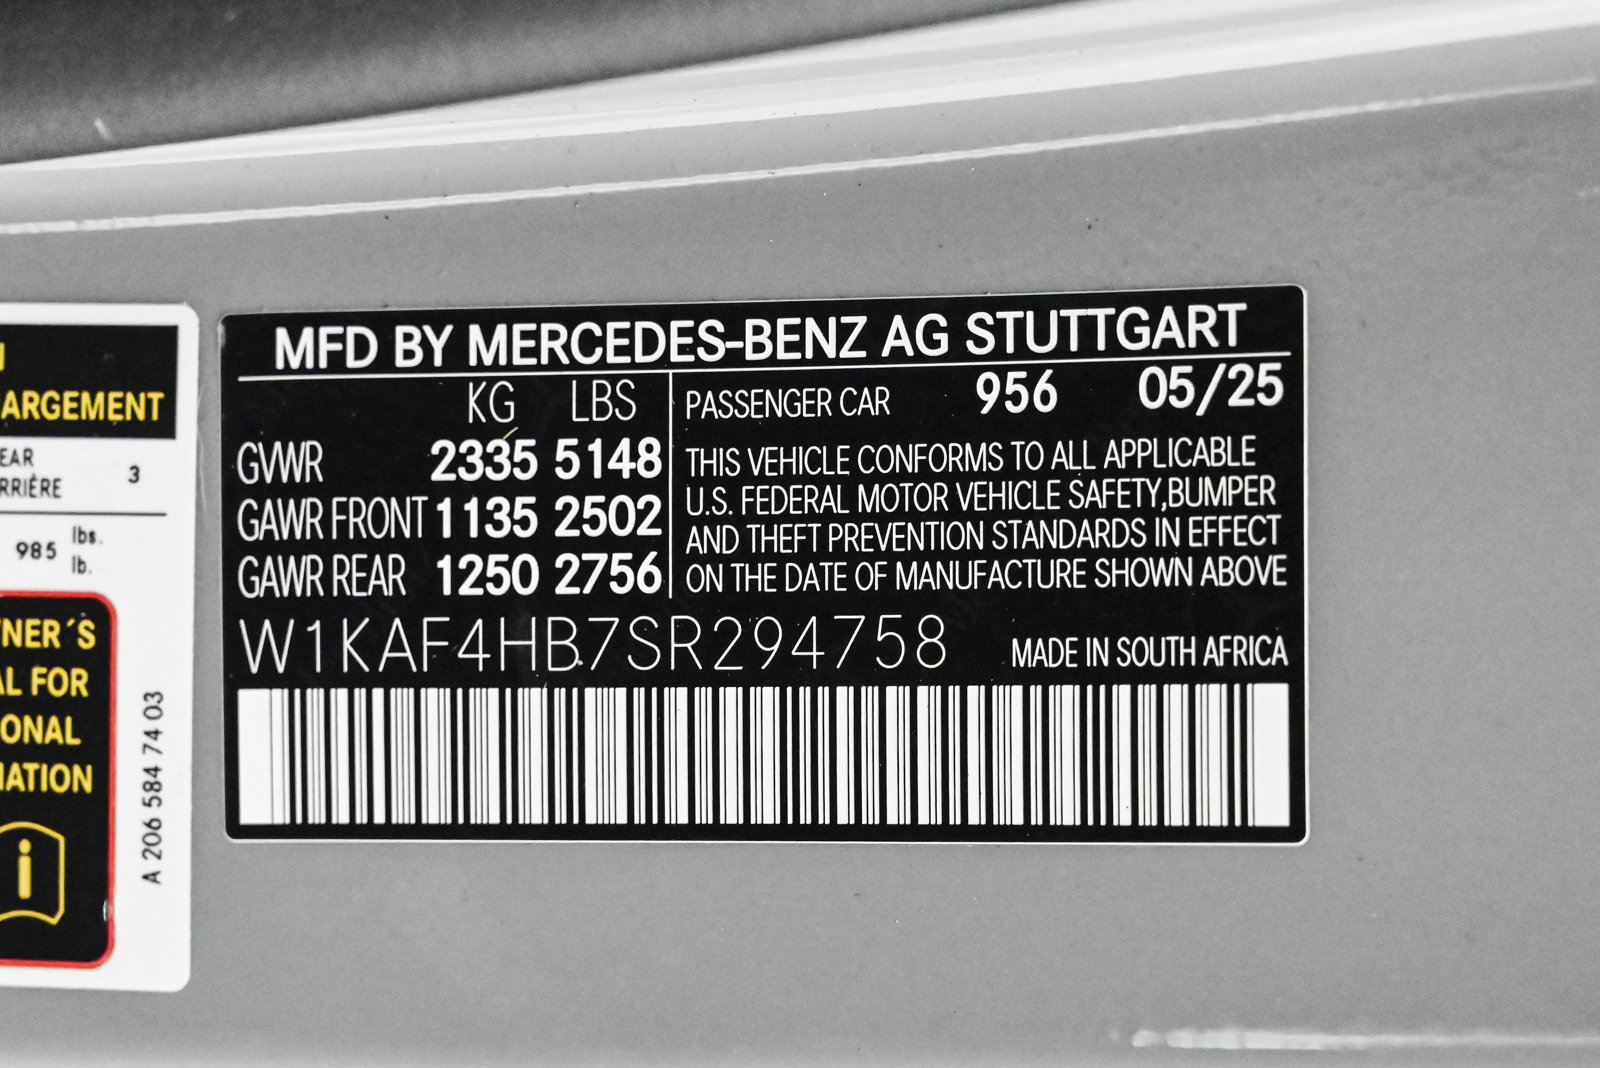 ARGEMENT
EAR
RRIÈRE
3
985 lbs.
lb.
NER´S
AL FOR
ONAL
MATION
i
A 206 584 74 03
MFD BY MERCEDES-BENZ AG STUTTGART
KG LBS
GVWR 2335 5148
GAWR FRONT 1135 2502
GAWR REAR 1250 2756
PASSENGER CAR 956 05/25
THIS VEHICLE CONFORMS TO ALL APPLICABLE
U.S. FEDERAL MOTOR VEHICLE SAFETY,BUMPER
AND THEFT PREVENTION STANDARDS IN EFFECT
ON THE DATE OF MANUFACTURE SHOWN ABOVE
W1KAF4HB7SR294758
MADE IN SOUTH AFRICA